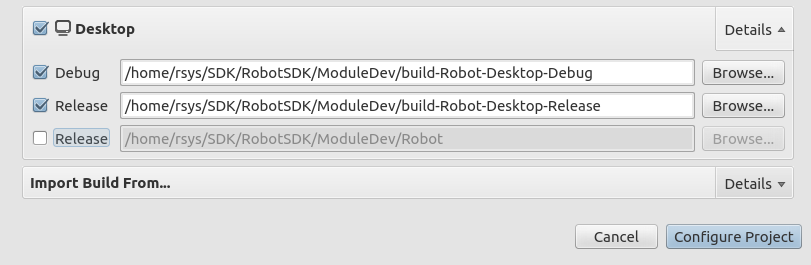 Desktop
Details
Debug /home/rsys/SDK/RobotSDK/ModuleDev/build-Robot-Desktop-Debug Browse...
Release /home/rsys/SDK/RobotSDK/ModuleDev/build-Robot-Desktop-Release Browse...
Release /home/rsys/SDK/RobotSDK/ModuleDev/Robot Browse...
Import Build From... Details
Cancel Configure Project